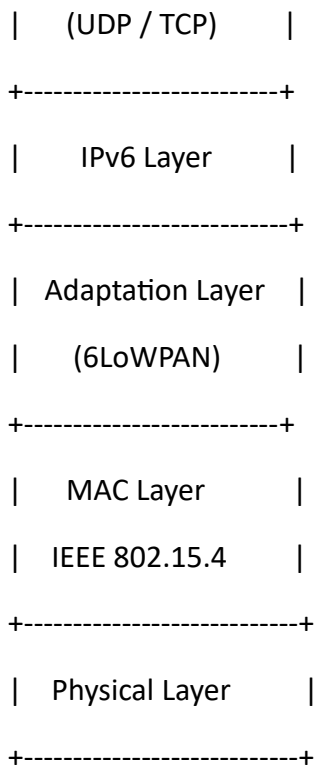 | (UDP / TCP) |
+--------------------------+
| IPv6 Layer |
+---------------------------+
| Adaptation Layer |
| (6LoWPAN) |
+--------------------------+
| MAC Layer |
| IEEE 802.15.4 |
+----------------------------+
| Physical Layer |
+----------------------------+